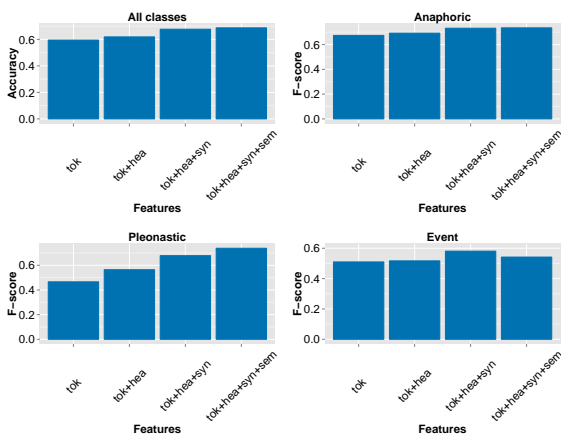 All classes
Accuracy
0.6
0.4
0.2
0.0
tok
tok+hea
tok+hea+syn
tok+hea+syn+sem
Features
Anaphoric
F−score
0.6
0.4
0.2
0.0
tok
tok+hea
tok+hea+syn
tok+hea+syn+sem
Features
Pleonastic
F−score
0.6
0.4
0.2
0.0
tok
tok+hea
tok+hea+syn
tok+hea+syn+sem
Features
Event
F−score
0.6
0.4
0.2
0.0
tok
tok+hea
tok+hea+syn
tok+hea+syn+sem
Features